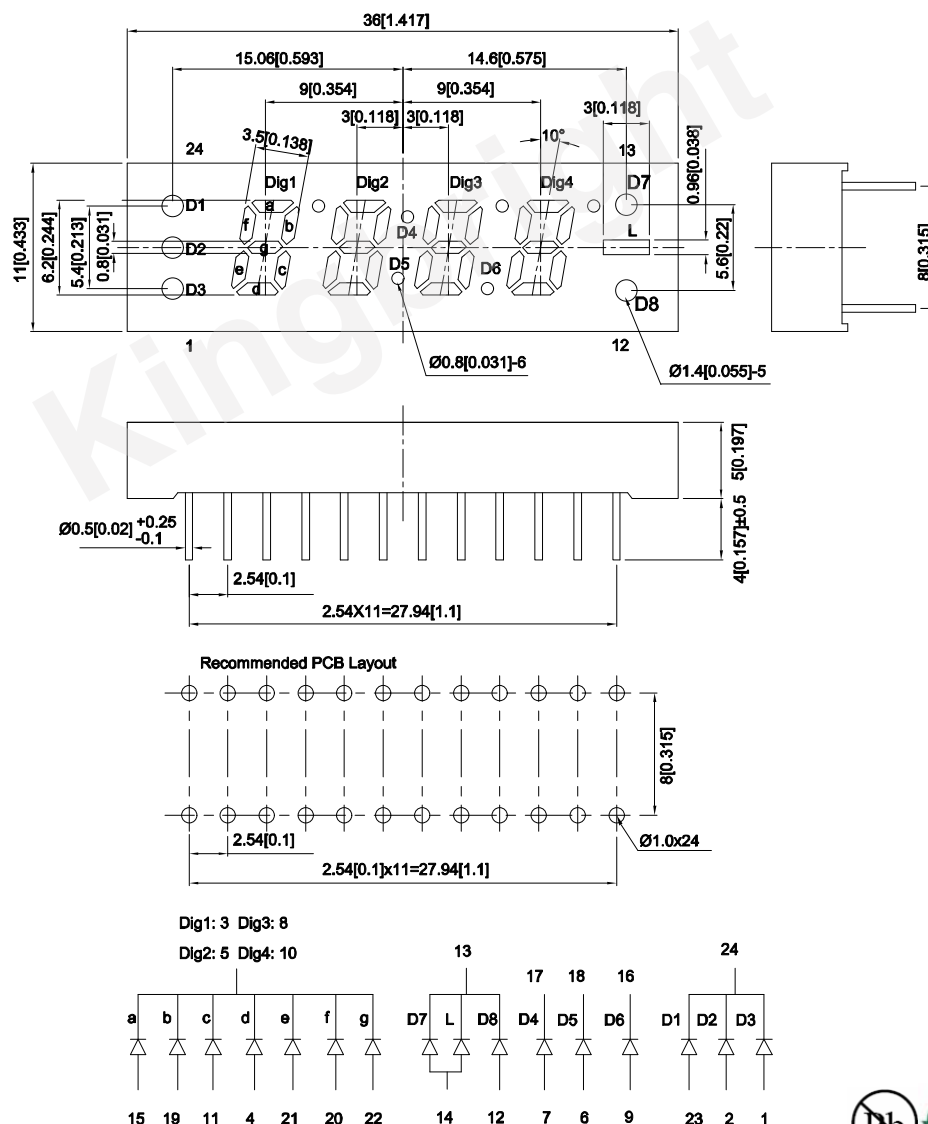 36[1.417]
15.06[0.593]
14.6[0.575]
9[0.354]
9[0.354]
3[0.118]
3[0.118]
3[0.118]
3.5[0.138]
10°
24
13
0.96[0.038]
Dig1
Dig2
Dig3
Dig4
D7
D1
a
D4
L
f
b
D2
g
D5
D6
e
c
D3
d
D8
11[0.433]
6.2[0.244]
5.4[0.213]
0.8[0.031]
5.6[0.22]
8[0.315]
1
12
Ø0.8[0.031]-6
Ø1.4[0.055]-5
Kingbright
5[0.197]
4[0.157]±0.5
Ø0.5[0.02] +0.25
-0.1
2.54[0.1]
2.54X11=27.94[1.1]
Recommended PCB Layout
8[0.315]
2.54[0.1]
Ø1.0x24
2.54[0.1]x11=27.94[1.1]
Dig1: 3 Dig3: 8
Dig2: 5 Dig4: 10
13
24
17 18 16
a b c d e f g D7 L D8 D4 D5 D6 D1 D2 D3
15 19 11 4 21 20 22 14 12 7 6 9 23 2 1